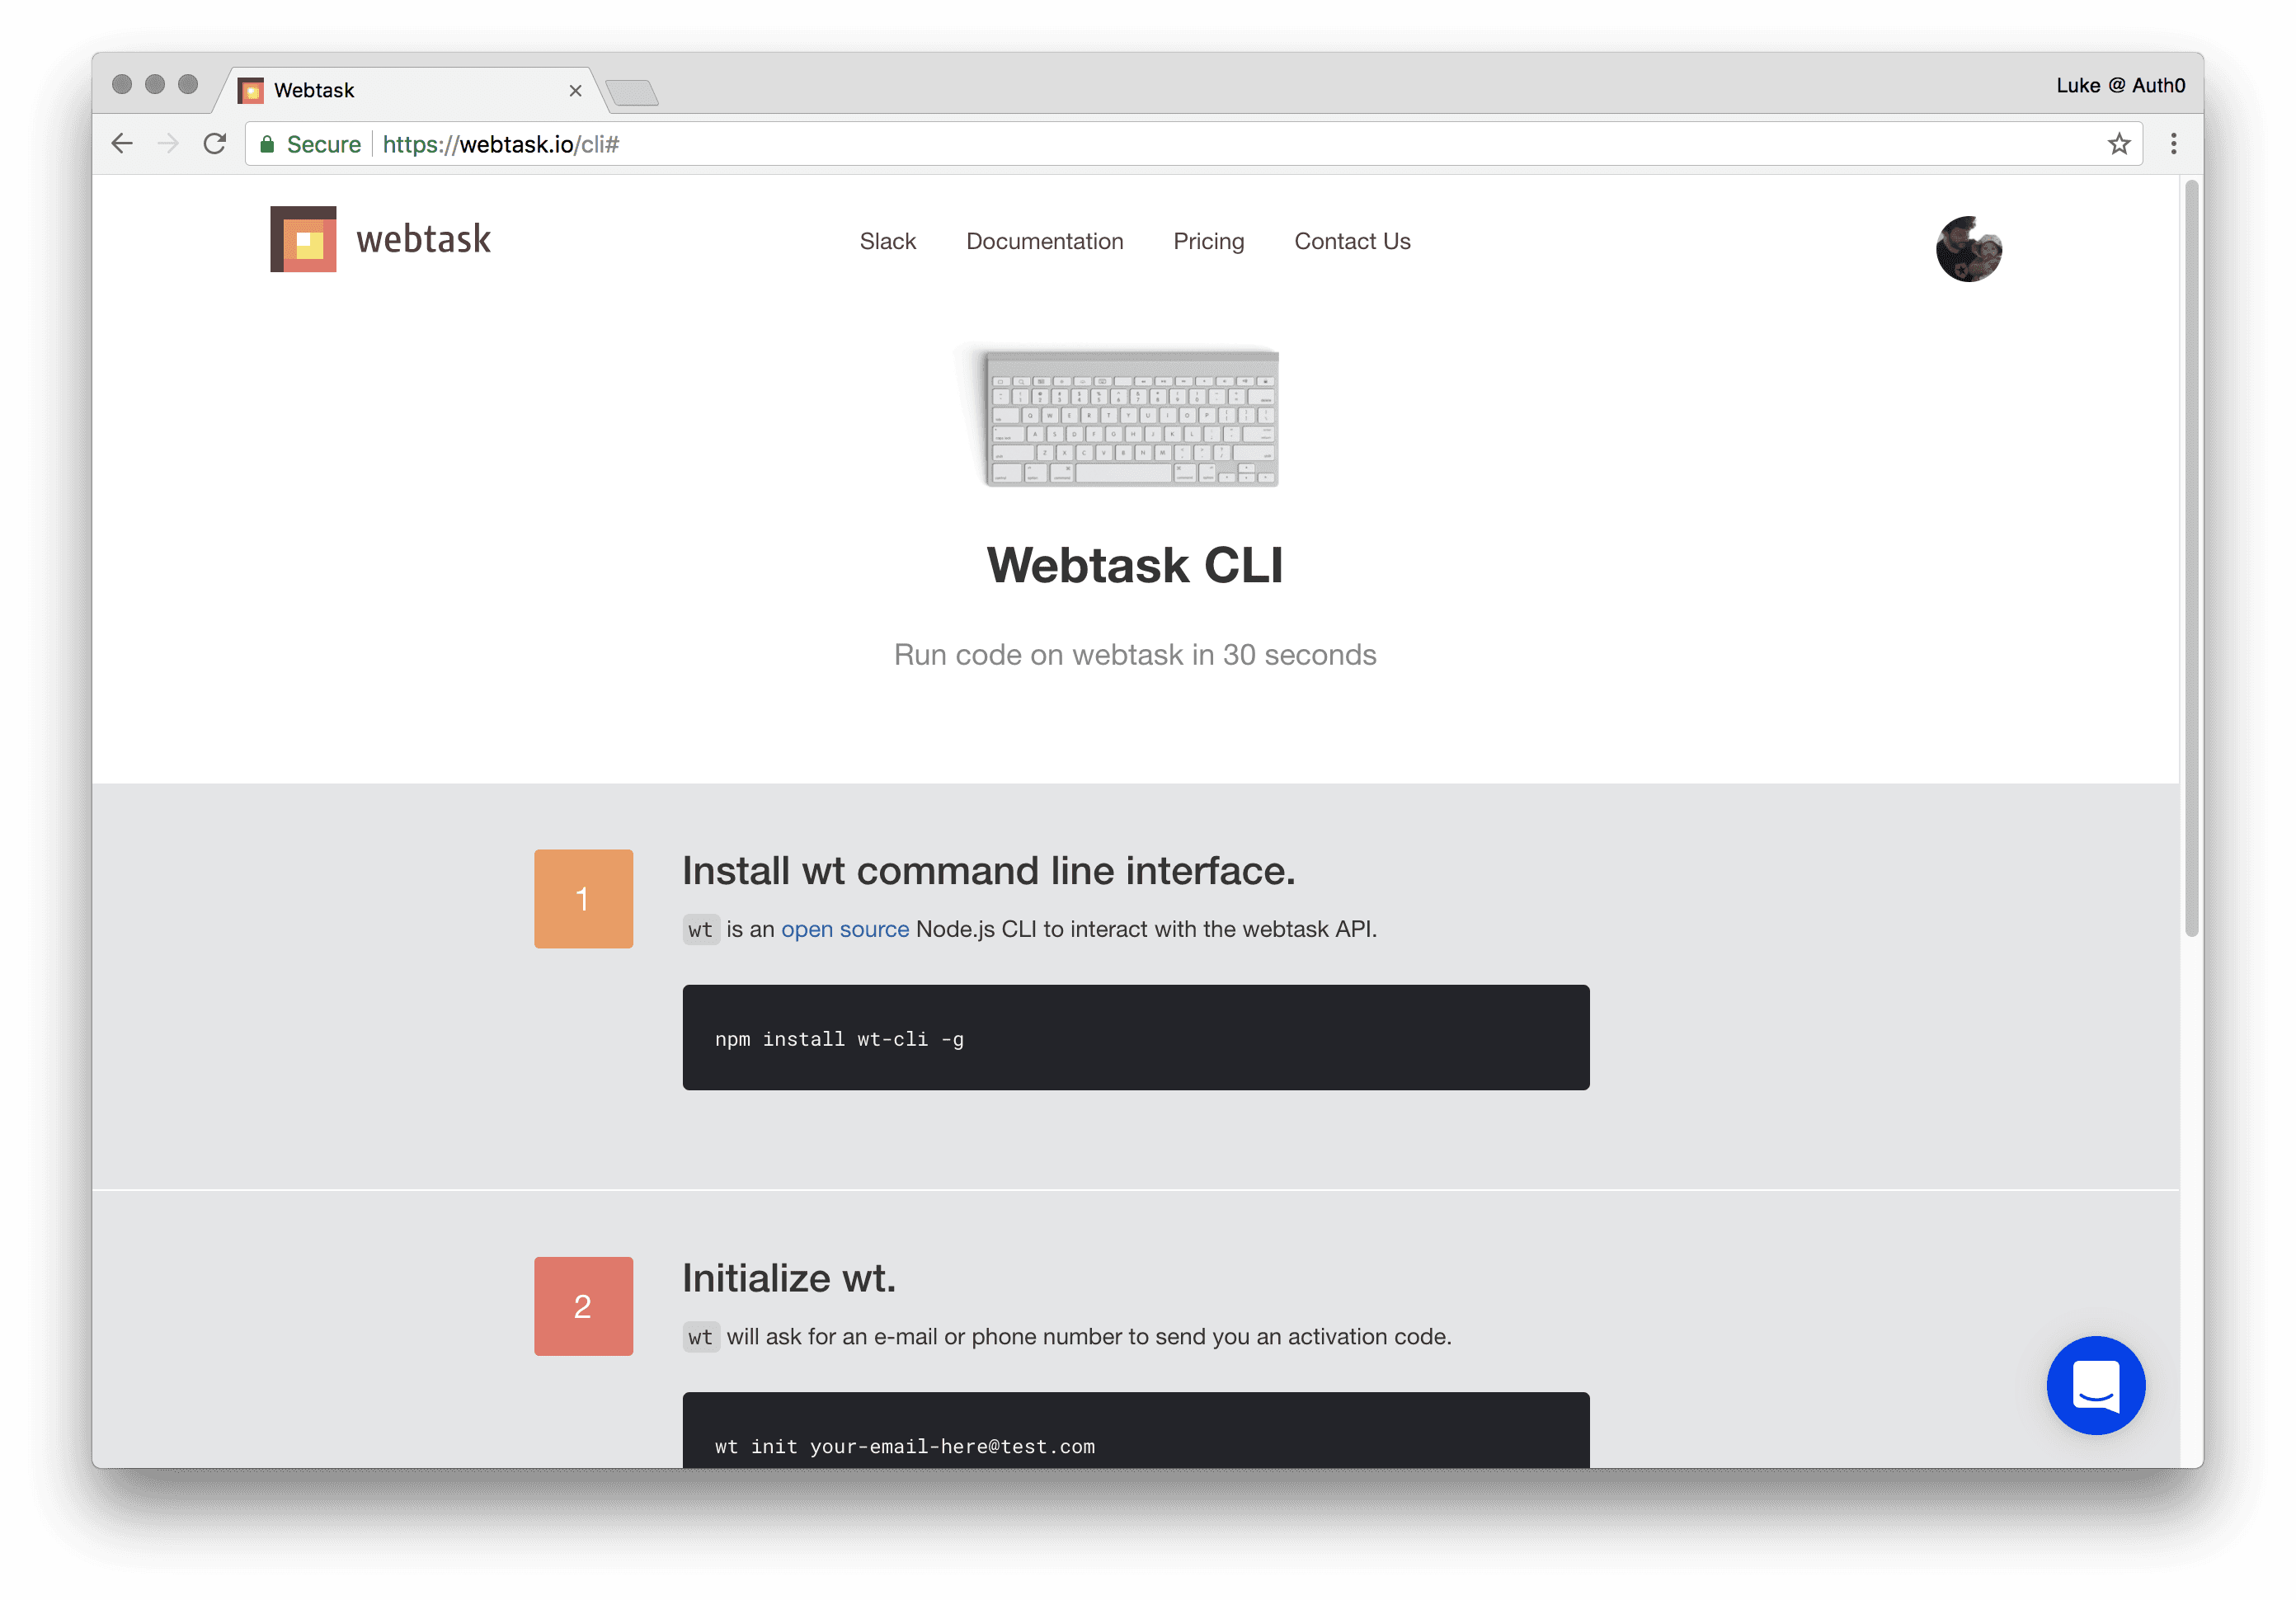 Webtask
Luke @ Auth0
Secure https://webtask.io/cli#
webtask
Slack Documentation Pricing Contact Us
Webtask CLI
Run code on webtask in 30 seconds
1
Install wt command line interface.
wt is an open source Node.js CLI to interact with the webtask API.
npm install wt-cli -g
2
Initialize wt.
wt will ask for an e-mail or phone number to send you an activation code.
wt init your-email-here@test.com